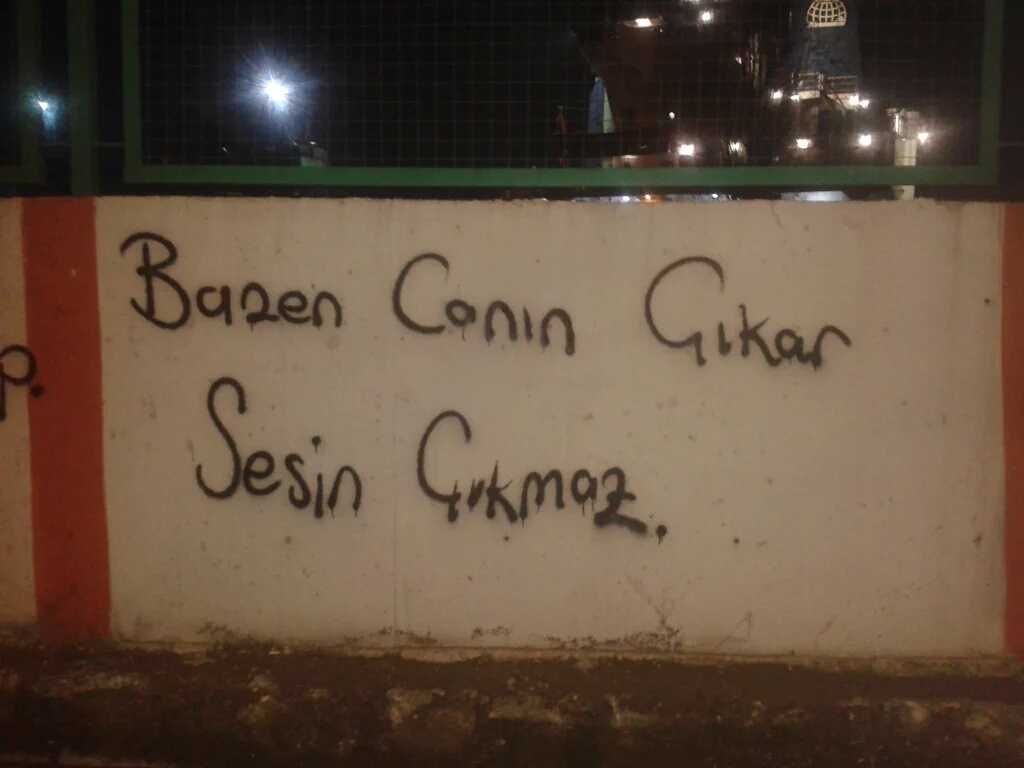 Bazen Canın Çıkar
Sesin Çıkmaz.
p.